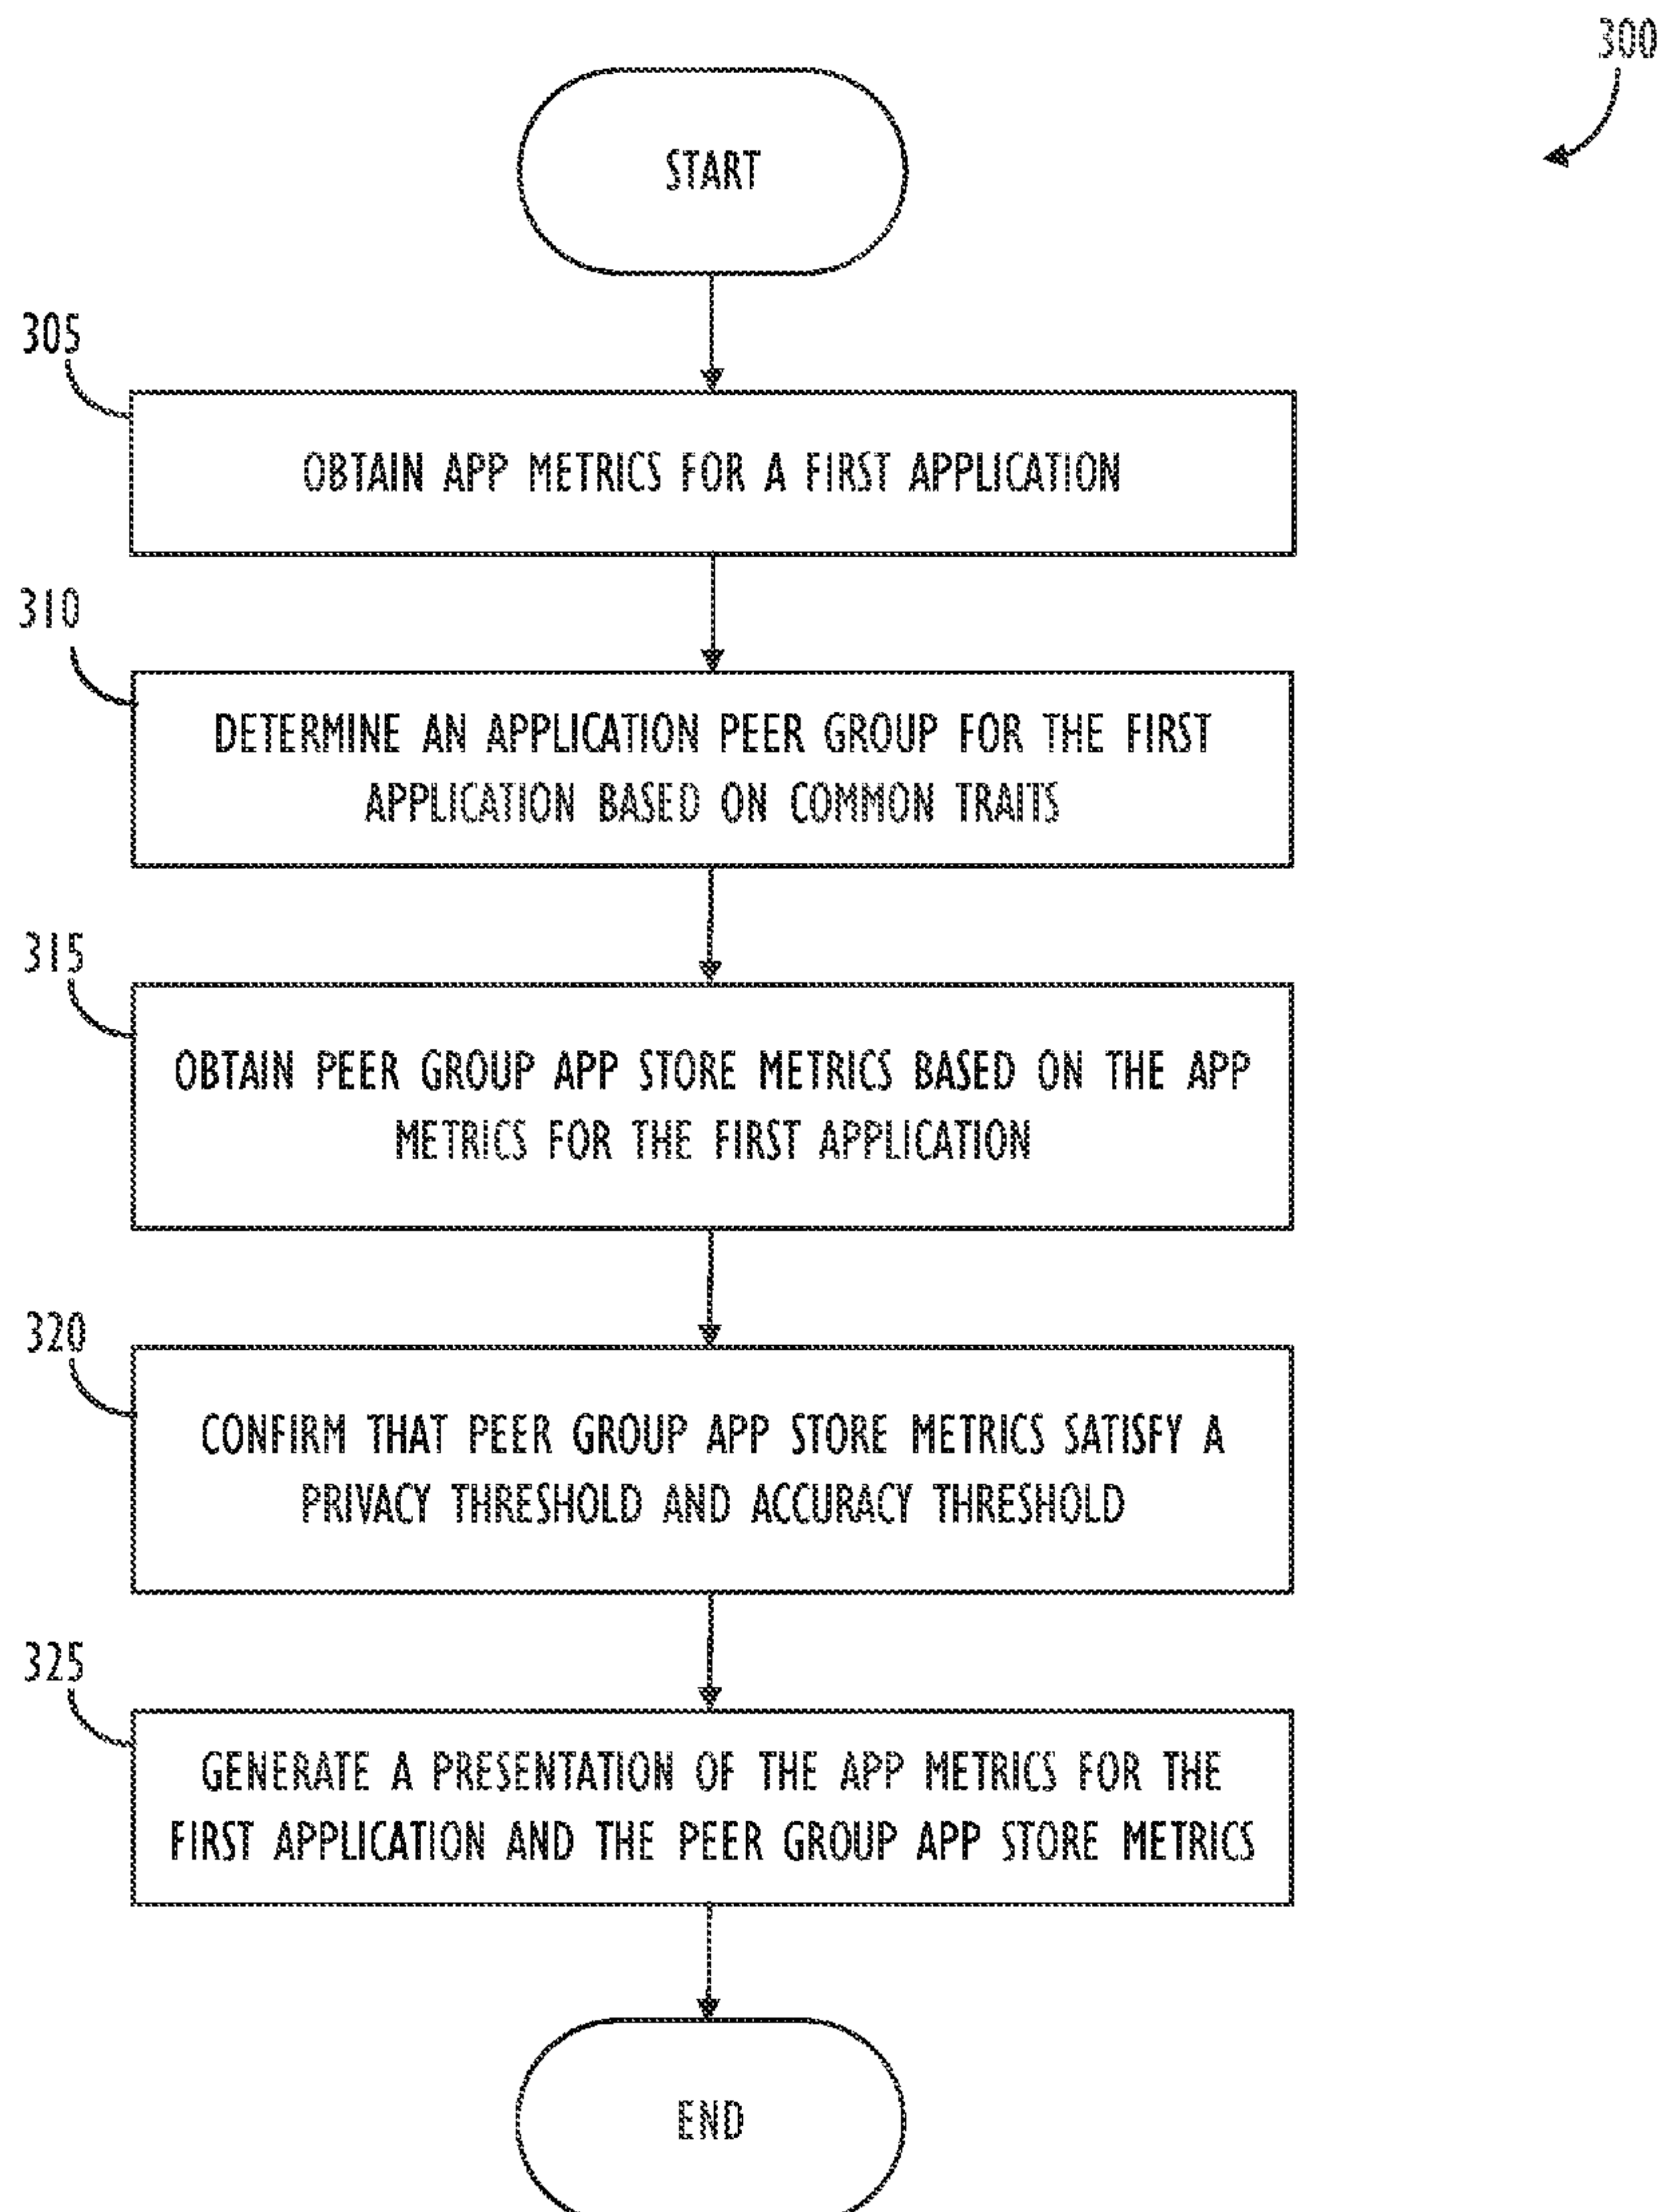 300
START
305
OBTAIN APP METRICS FOR A FIRST APPLICATION
310
DETERMINE AN APPLICATION PEER GROUP FOR THE FIRST
APPLICATION BASED ON COMMON TRAITS
315
OBTAIN PEER GROUP APP STORE METRICS BASED ON THE APP
METRICS FOR THE FIRST APPLICATION
320
CONFIRM THAT PEER GROUP APP STORE METRICS SATISFY A
PRIVACY THRESHOLD AND ACCURACY THRESHOLD
325
GENERATE A PRESENTATION OF THE APP METRICS FOR THE
FIRST APPLICATION AND THE PEER GROUP APP STORE METRICS
END